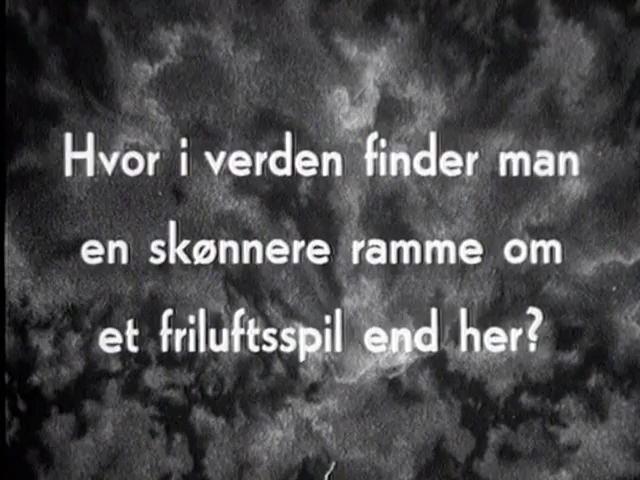 Hvor i verden finder man
en skønnere ramme om
et friluftsspil end her?